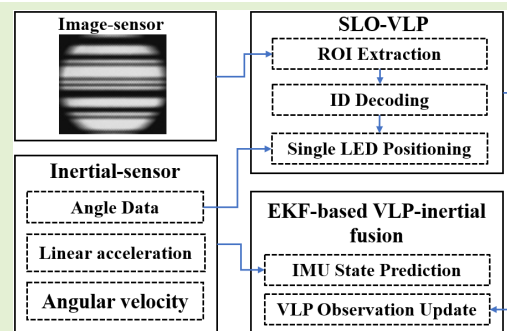 Image-sensor
SLO-VLP
ROI Extraction
ID Decoding
Single LED Positioning
Inertial-sensor
Angle Data
Linear acceleration
Angular velocity
EKF-based VLP-inertial
fusion
IMU State Prediction
VLP Observation Update